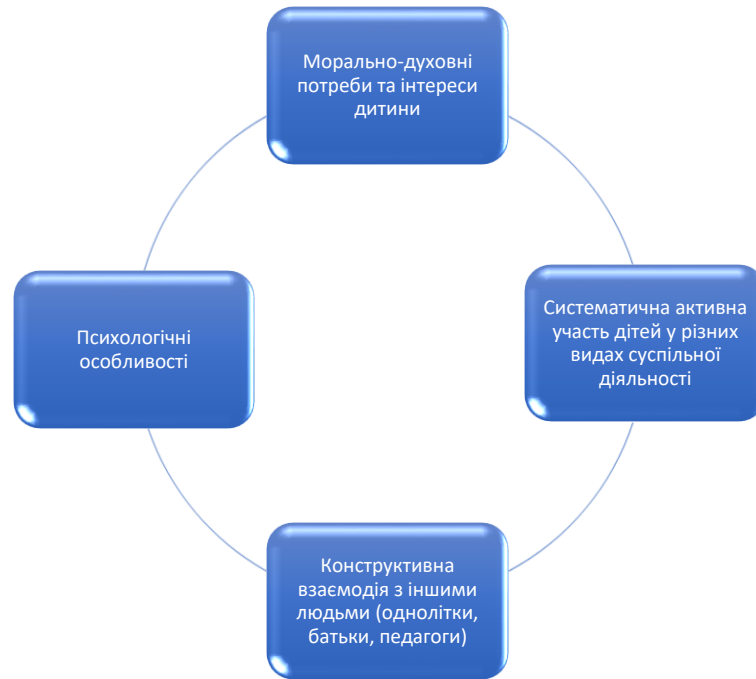 Морально-духовні
потреби та інтереси
дитини
Систематична активна
участь дітей у різних
видах суспільної
діяльності
Конструктивна
взаємодія з іншими
людьми (однолітки,
батьки, педагоги)
Психологічні
особливості